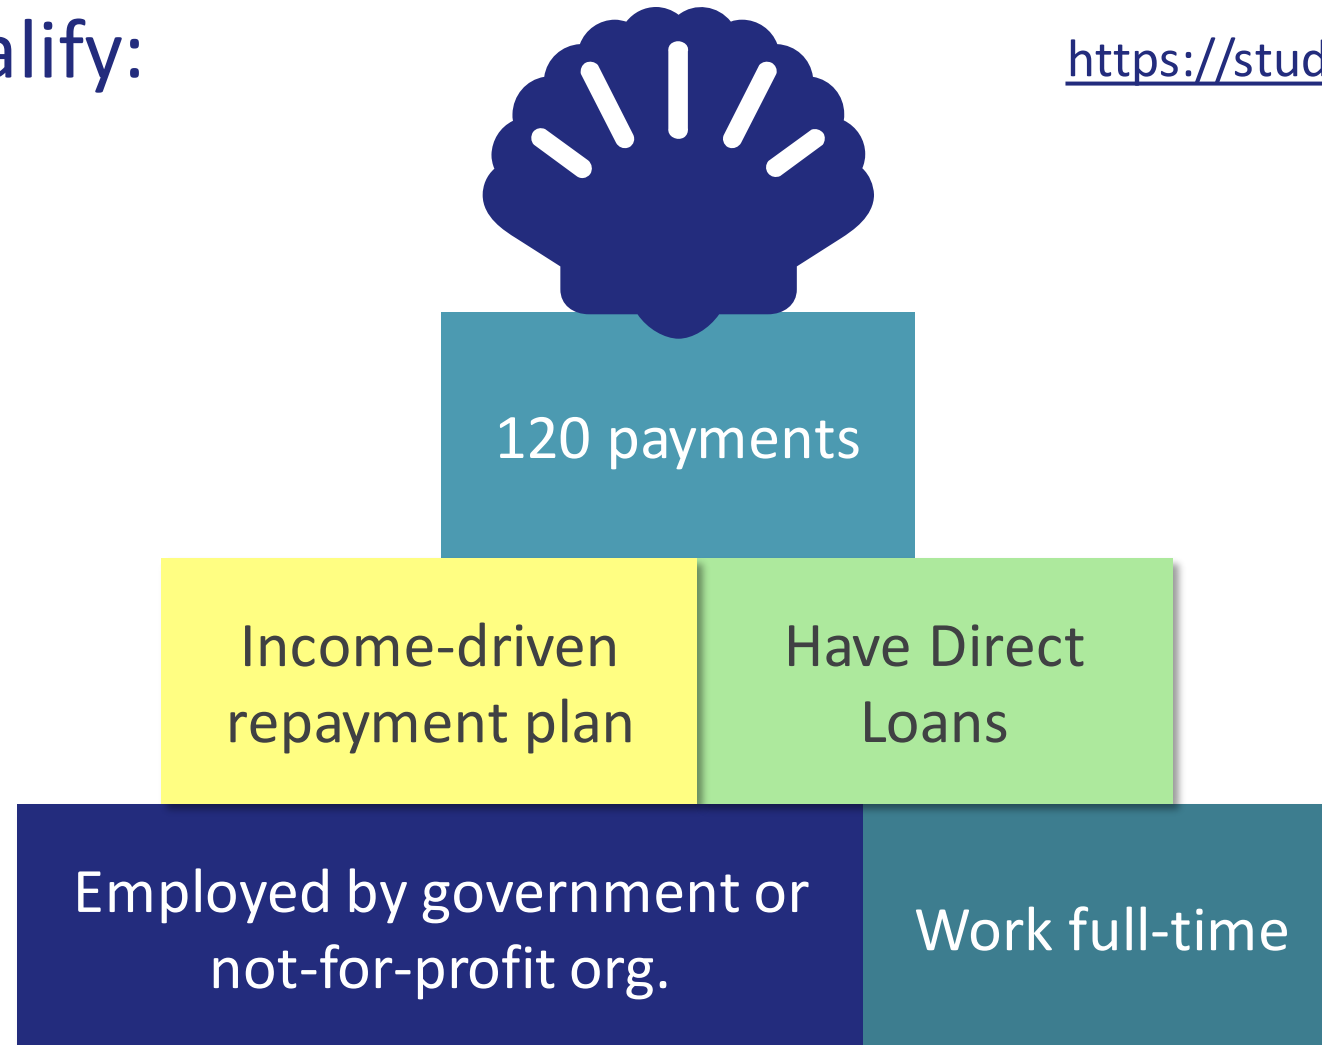 alify:
https://stud
120 payments
Income-driven
repayment plan
Have Direct
Loans
Employed by government or
not-for-profit org.
Work full-time